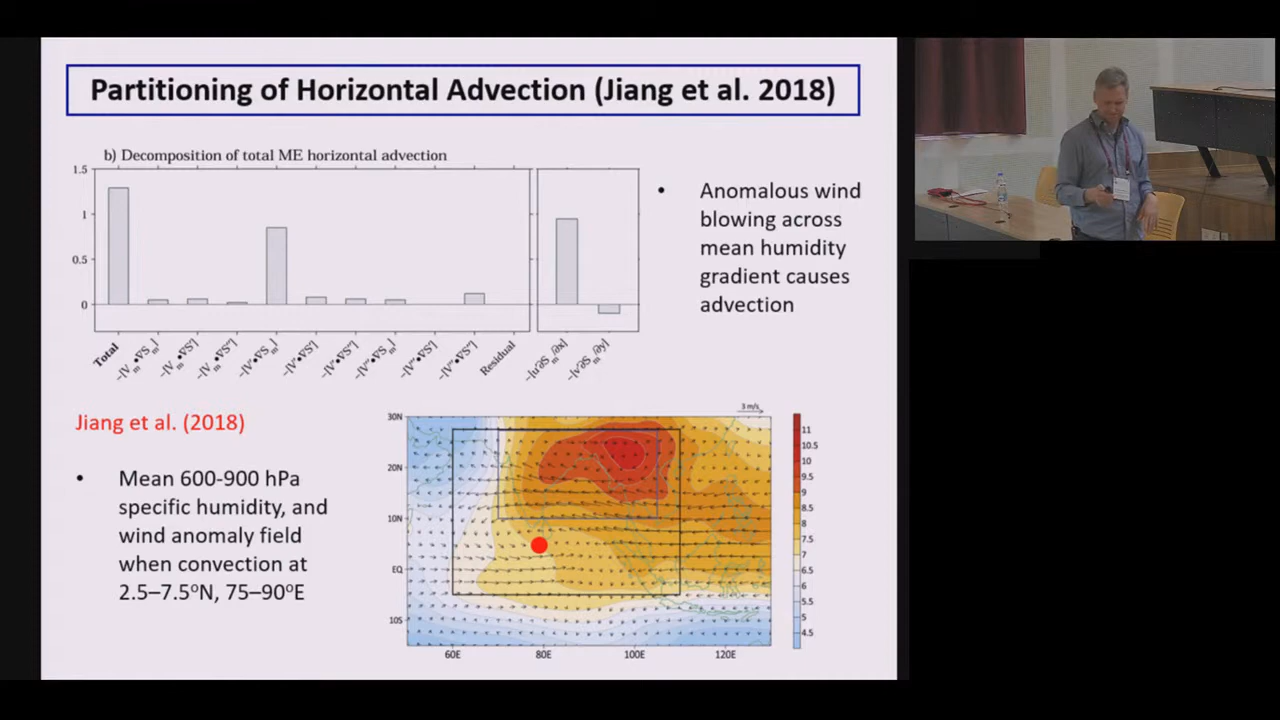 Partitioning of Horizontal Advection (Jiang et al. 2018)
b) Decomposition of total ME horizontal advection
1.5
1
0.5
0
Total
Residual
• Anomalous wind
blowing across
mean humidity
gradient causes
advection
Jiang et al. (2018)
• Mean 600-900 hPa
specific humidity, and
wind anomaly field
when convection at
2.5–7.5ºN, 75–90ºE
3 m/s
30N
20N
10N
EQ
10S
60E
80E
100E
120E
11
10.5
10
9.5
9
8.5
8
7.5
7
6.5
6
5.5
5
4.5